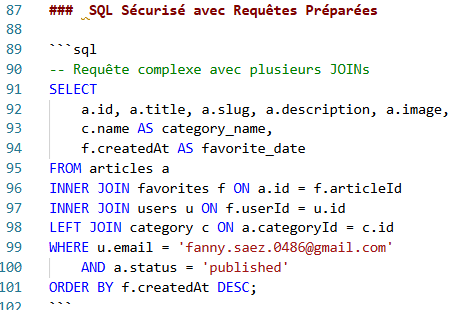 87 ### SQL Sécurisé avec Requêtes Préparées
88
89 ```sql
90 -- Requête complexe avec plusieurs JOINs
91 SELECT
92     a.id, a.title, a.slug, a.description, a.image,
93     c.name AS category_name,
94     f.createdAt AS favorite_date
95 FROM articles a
96 INNER JOIN favorites f ON a.id = f.articleId
97 INNER JOIN users u ON f.userId = u.id
98 LEFT JOIN category c ON a.categoryId = c.id
99 WHERE u.email = 'fanny.saez.0486@gmail.com'
100     AND a.status = 'published'
101 ORDER BY f.createdAt DESC;
102 ```